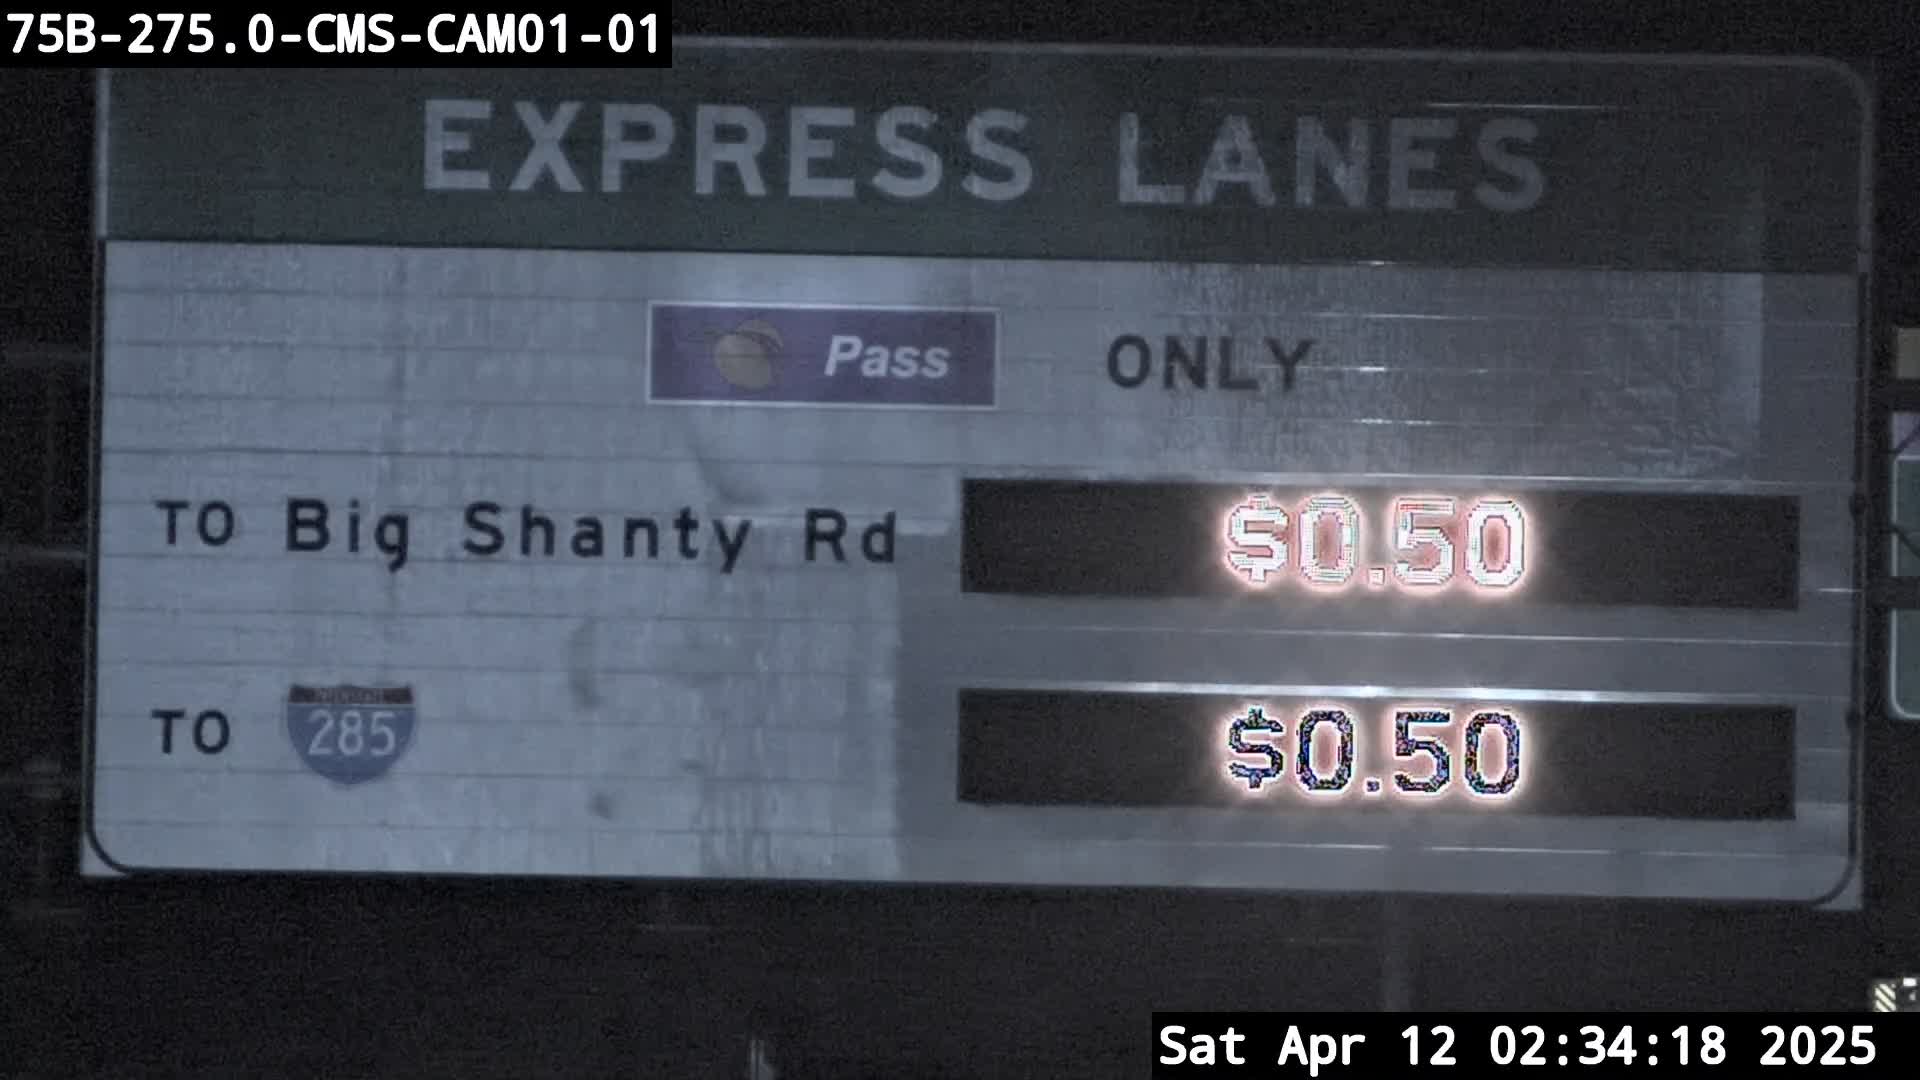 75B-275.0-CMS-CAM01-01
EXPRESS LANES
Pass ONLY
TO Big Shanty Rd $0.50
INTERSTATE
TO 285 $0.50
Sat Apr 12 02:34:18 2025